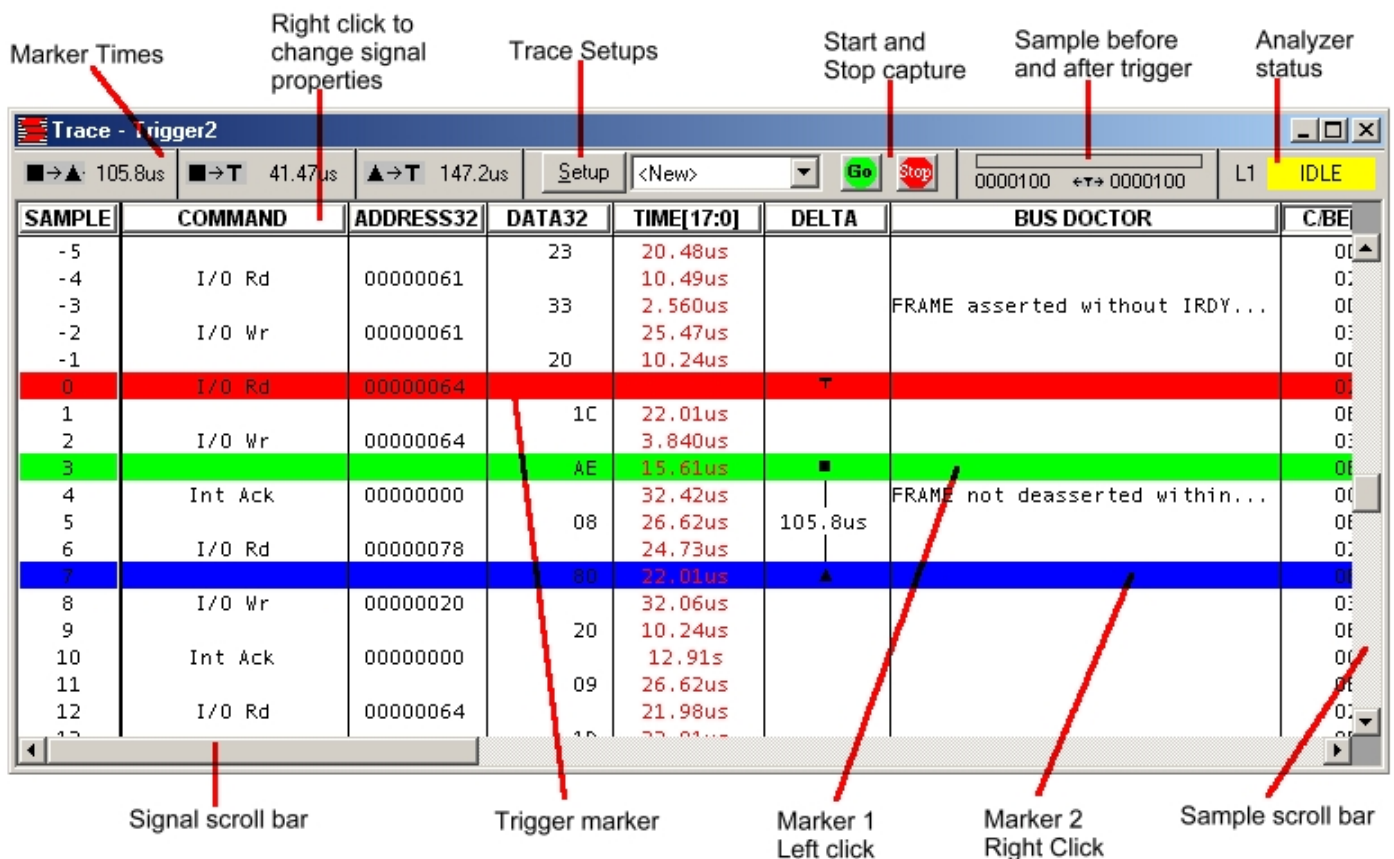 Marker Times
Right click to
change signal
properties
Trace Setups
Start and
Stop capture
Sample before
and after trigger
Analyzer
status
Trace - Trigger2
■→▲ 105.8us ■→T 41.47us ▲→T 147.2us Setup <New> Go Stop 0000100 ←T→ 0000100 L1 IDLE
SAMPLE COMMAND ADDRESS32 DATA32 TIME[17:0] DELTA BUS DOCTOR C/BE
-5 23 20.48us
-4 I/O Rd 00000061 10.49us
-3 33 2.560us FRAME asserted without IRDY...
-2 I/O Wr 00000061 25.47us
-1 20 10.24us
0 I/O Rd 00000064 T
1 1C 22.01us
2 I/O Wr 00000064 3.840us
3 AE 15.61us ■
4 Int Ack 00000000 32.42us FRAME not deasserted within...
5 08 26.62us 105.8us
6 I/O Rd 00000078 24.73us
7 80 22.01us ▲
8 I/O Wr 00000020 32.06us
9 20 10.24us
10 Int Ack 00000000 12.91s
11 09 26.62us
12 I/O Rd 00000064 21.98us
Signal scroll bar
Trigger marker
Marker 1
Left click
Marker 2
Right Click
Sample scroll bar